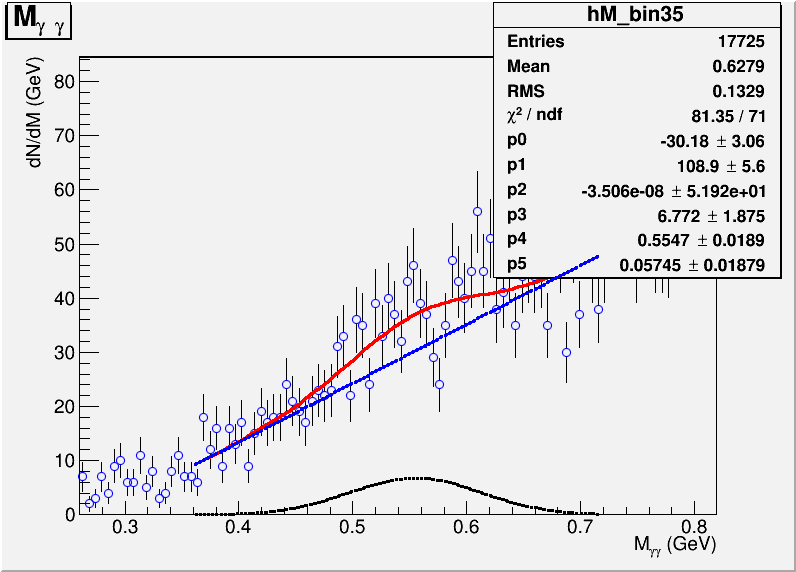 M γ γ
hM_bin35
Entries 17725
Mean 0.6279
RMS 0.1329
χ² / ndf 81.35 / 71
p0 -30.18 ± 3.06
p1 108.9 ± 5.6
p2 -3.506e-08 ± 5.192e+01
p3 6.772 ± 1.875
p4 0.5547 ± 0.0189
p5 0.05745 ± 0.01879
dN/dM (GeV)
80
70
60
50
40
30
20
10
0
0.3 0.4 0.5 0.6 0.7 0.8
Mγγ (GeV)